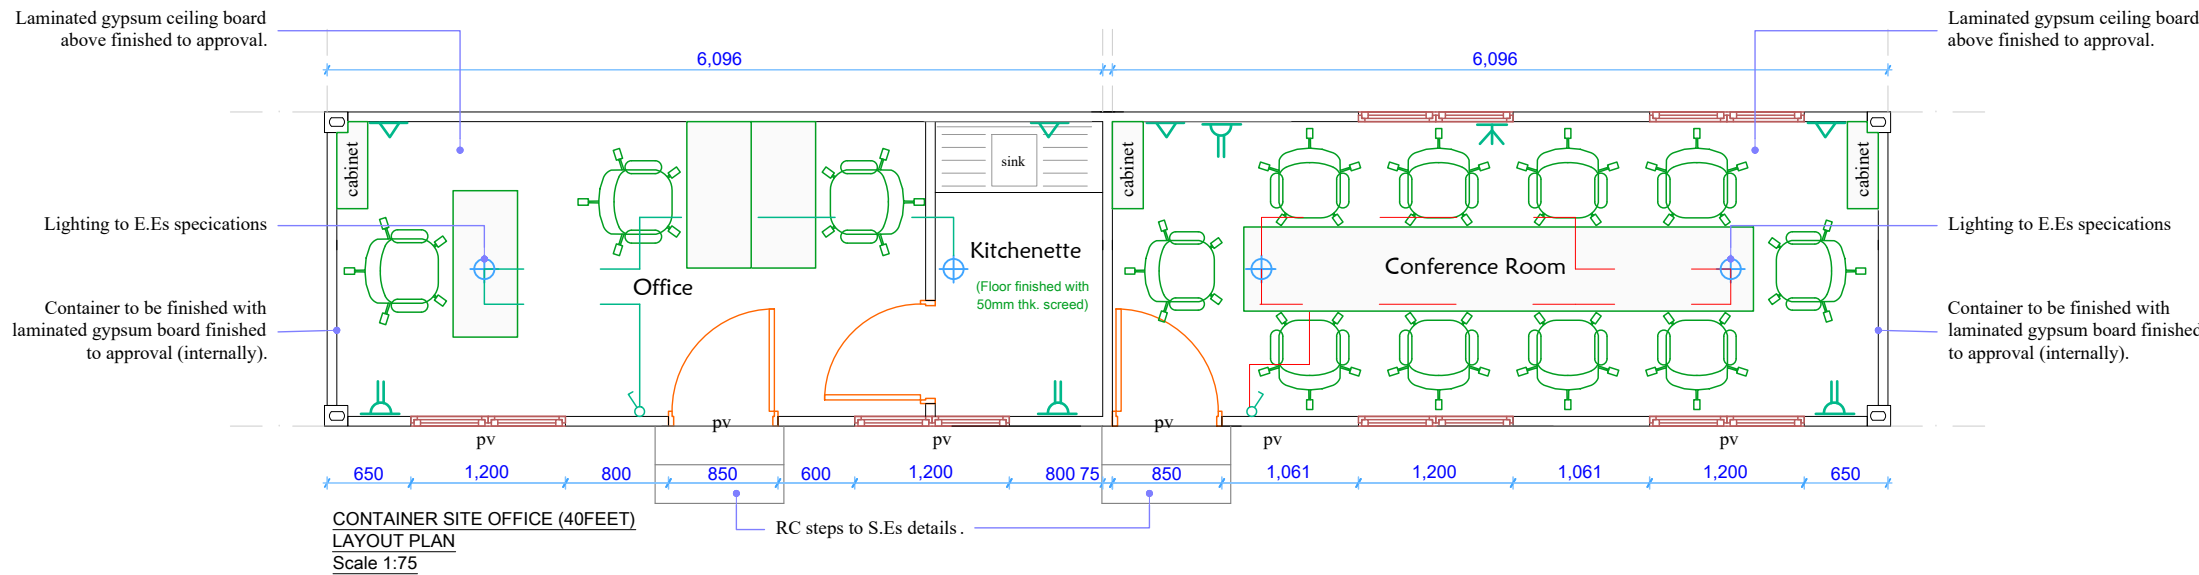 Laminated gypsum ceiling board
above finished to approval.
Laminated gypsum ceiling board
above finished to approval.
6,096
6,096
cabinet
sink
cabinet
cabinet
Lighting to E.Es specications
Lighting to E.Es specications
Kitchenette
(Floor finished with
50mm thk. screed)
Office
Conference Room
Container to be finished with
laminated gypsum board finished
to approval (internally).
Container to be finished with
laminated gypsum board finished
to approval (internally).
pv
pv
pv
pv
pv
pv
650
1,200
800
850
600
1,200
800
75
850
1,061
1,200
1,061
1,200
650
CONTAINER SITE OFFICE (40FEET)
LAYOUT PLAN
Scale 1:75
RC steps to S.Es details .